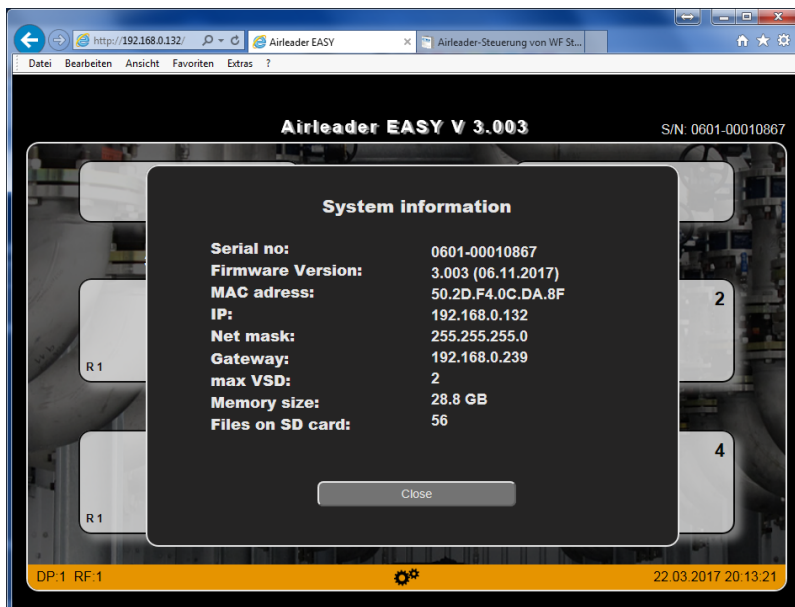 http://192.168.0.132/
Airleader EASY
Airleader-Steuerung von WF St...
Datei Bearbeiten Ansicht Favoriten Extras ?
Airleader EASY V 3.003
S/N: 0601-00010867
System information
Serial no: 0601-00010867
Firmware Version: 3.003 (06.11.2017)
MAC adress: 50.2D.F4.0C.DA.8F
IP: 192.168.0.132
Net mask: 255.255.255.0
Gateway: 192.168.0.239
max VSD: 2
Memory size: 28.8 GB
Files on SD card: 56
Close
2
R 1
4
R 1
DP:1 RF:1
22.03.2017 20:13:21